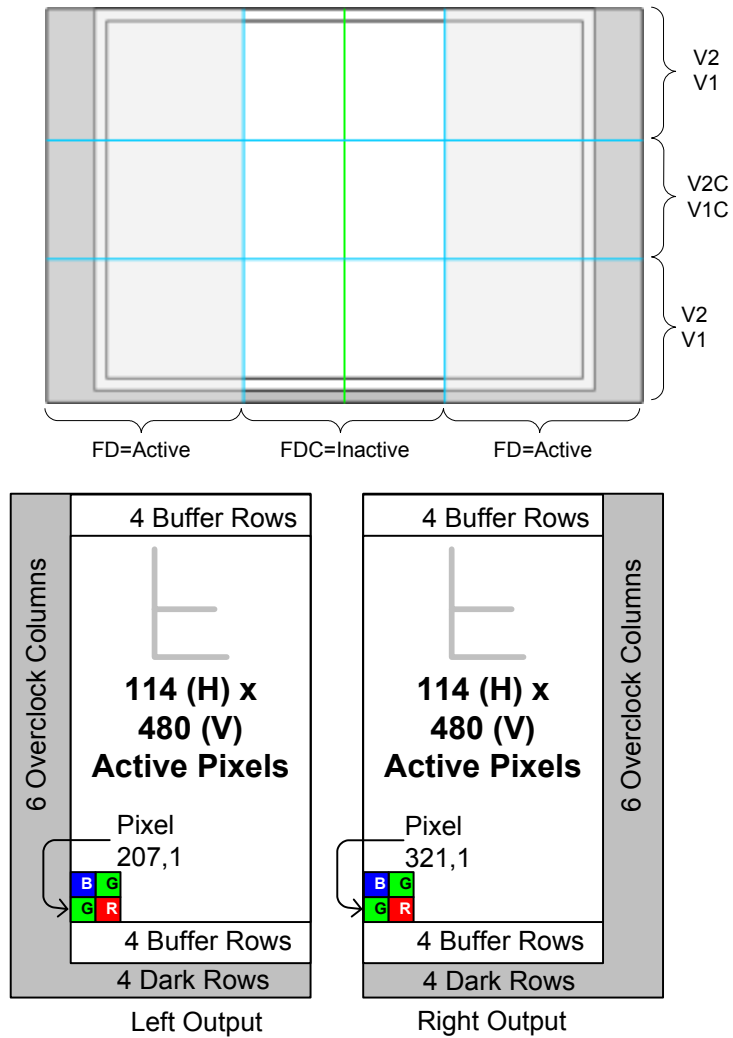 V2
V1
V2C
V1C
V2
V1
FD=Active
FDC=Inactive
FD=Active
4 Buffer Rows
6 Overclock Columns
114 (H) x
480 (V)
Active Pixels
Pixel
207,1
B G
G R
4 Buffer Rows
4 Dark Rows
Left Output
4 Buffer Rows
6 Overclock Columns
114 (H) x
480 (V)
Active Pixels
Pixel
321,1
B G
G R
4 Buffer Rows
4 Dark Rows
Right Output